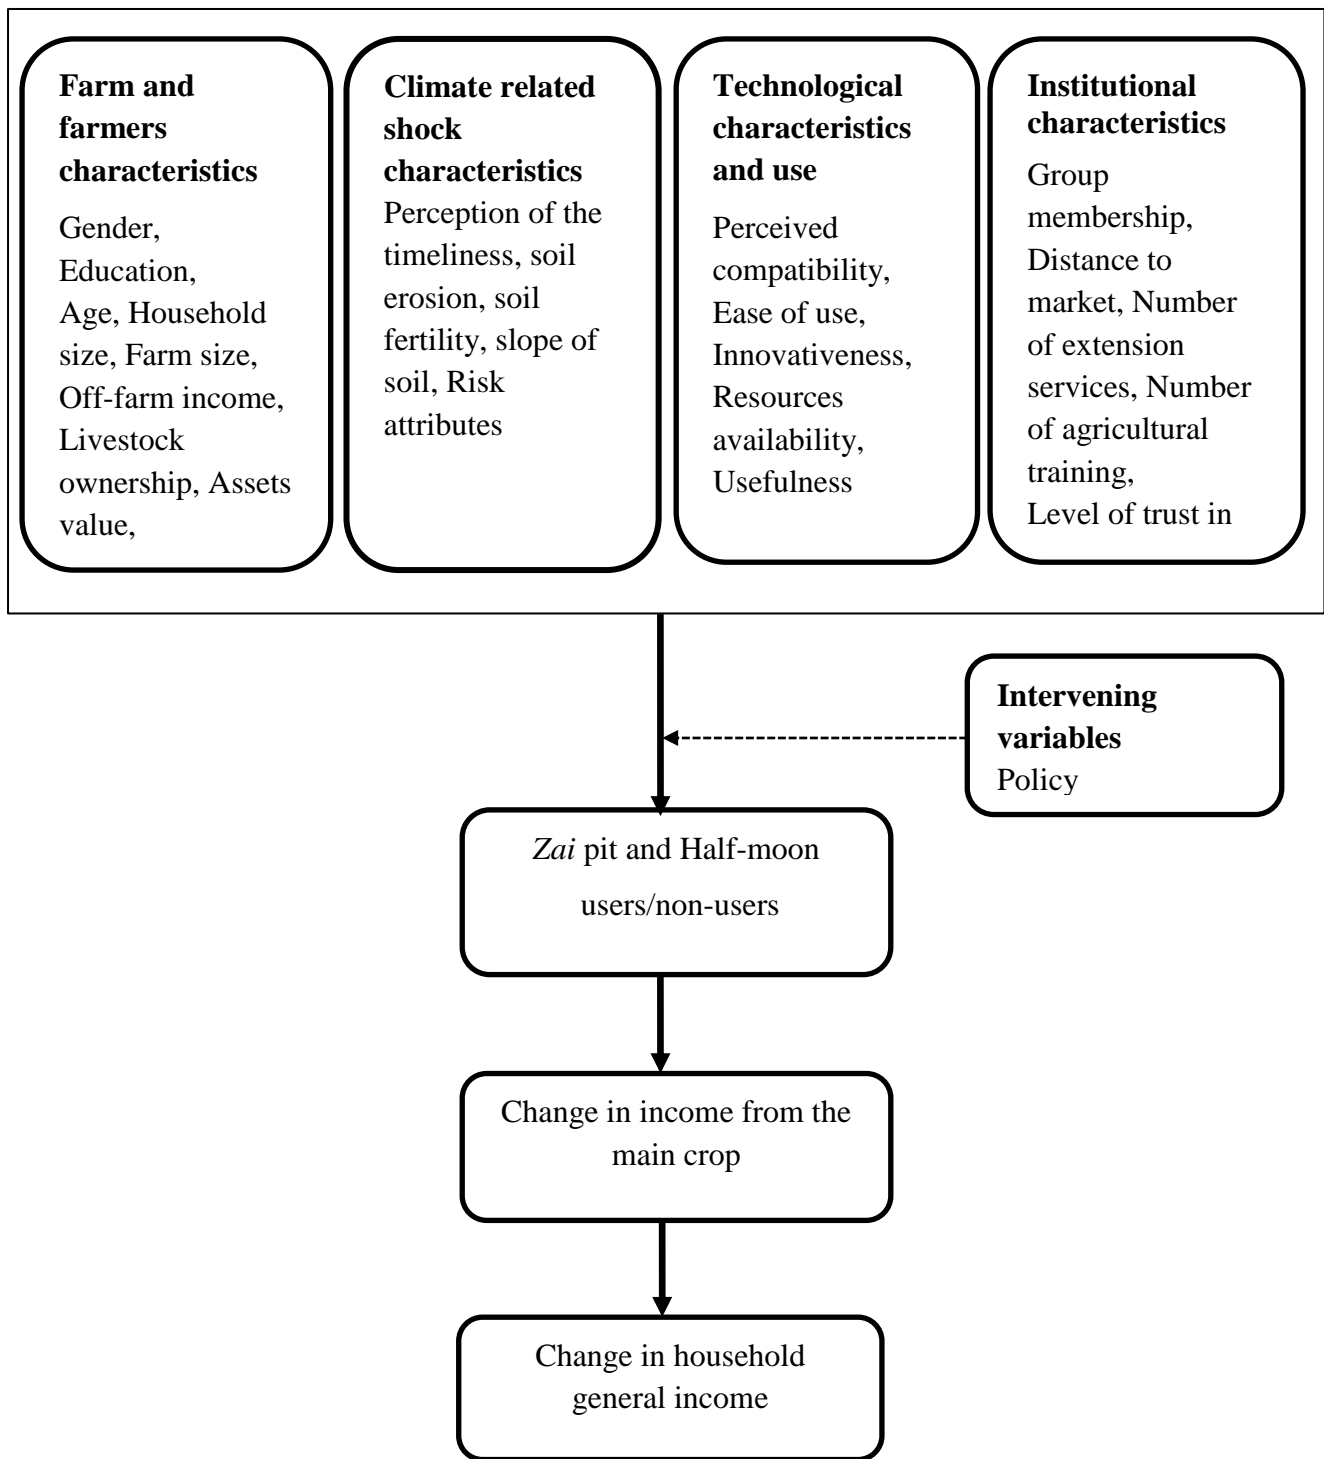 Farm and
farmers
characteristics
Gender,
Education,
Age, Household
size, Farm size,
Off-farm income,
Livestock
ownership, Assets
value,
Climate related
shock
characteristics
Perception of the
timeliness, soil
erosion, soil
fertility, slope of
soil, Risk
attributes
Technological
characteristics
and use
Perceived
compatibility,
Ease of use,
Innovativeness,
Resources
availability,
Usefulness
Institutional
characteristics
Group
membership,
Distance to
market, Number
of extension
services, Number
of agricultural
training,
Level of trust in
Intervening
variables
Policy
Zai pit and Half-moon
users/non-users
Change in income from the
main crop
Change in household
general income